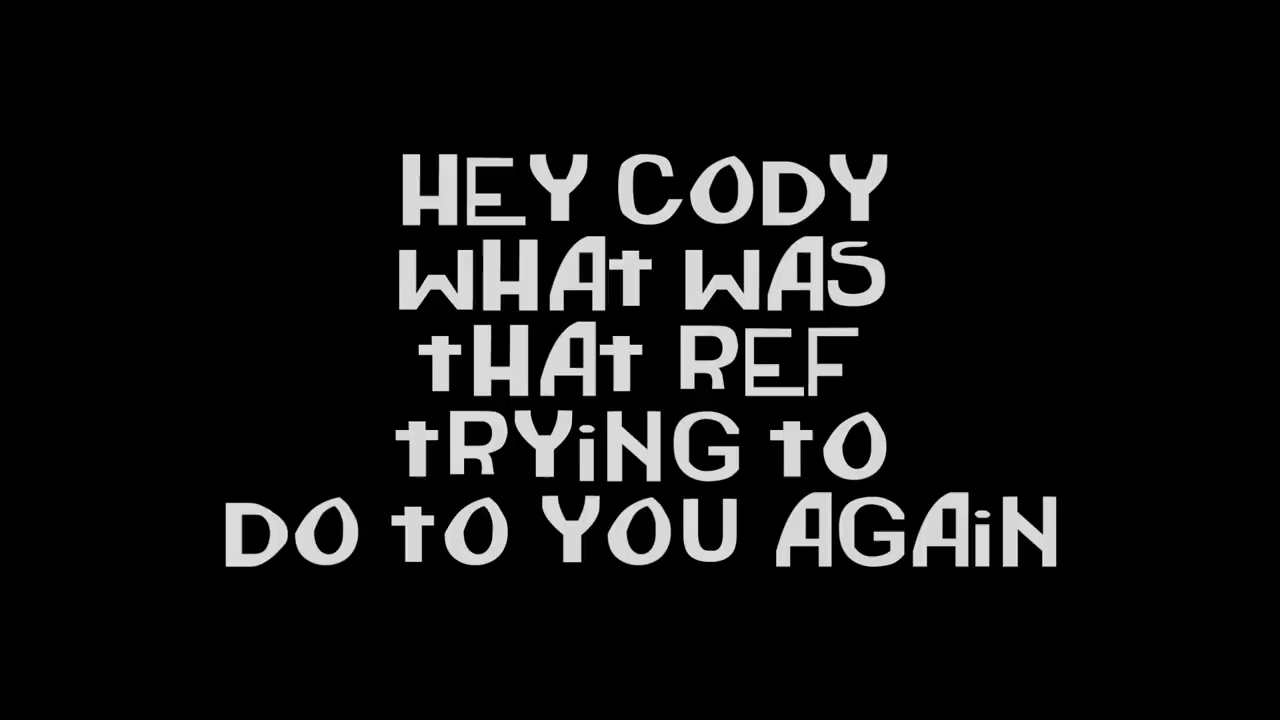 HEY CODY
WHAT WAS
THAT REF
TRYING TO
DO TO YOU AGAIN